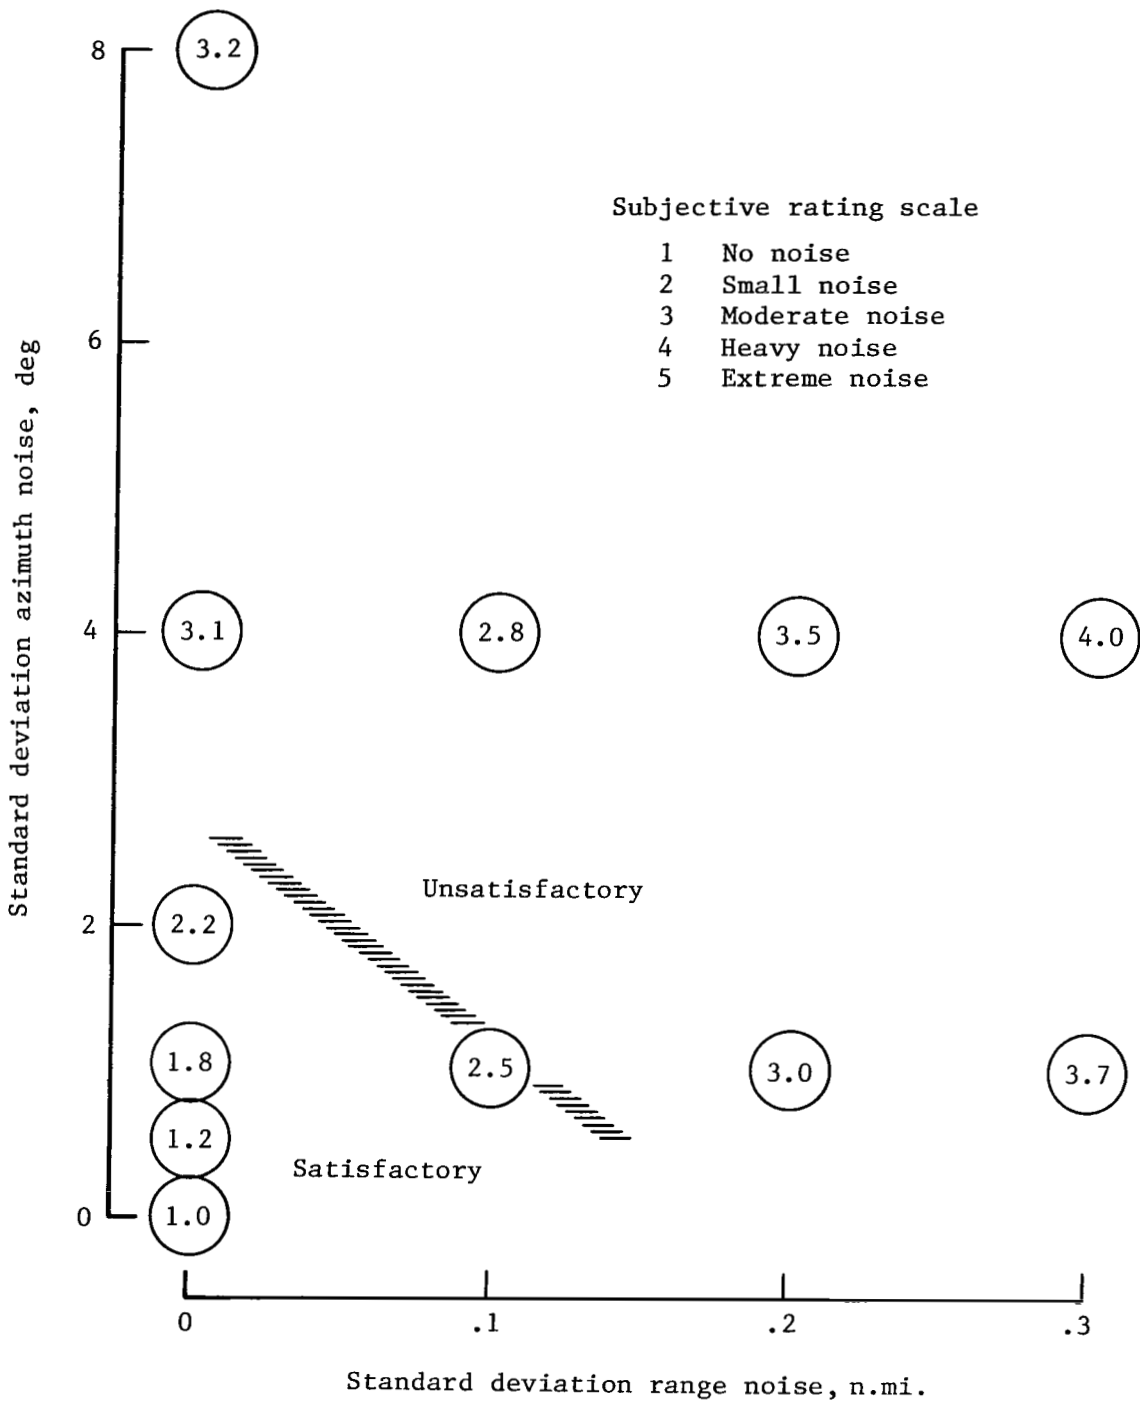 8
3.2
Subjective rating scale
1 No noise
2 Small noise
3 Moderate noise
4 Heavy noise
5 Extreme noise
6
Standard deviation azimuth noise, deg
4
3.1
2.8
3.5
4.0
Unsatisfactory
2
2.2
1.8
2.5
3.0
3.7
1.2
Satisfactory
0
1.0
0 .1 .2 .3
Standard deviation range noise, n.mi.